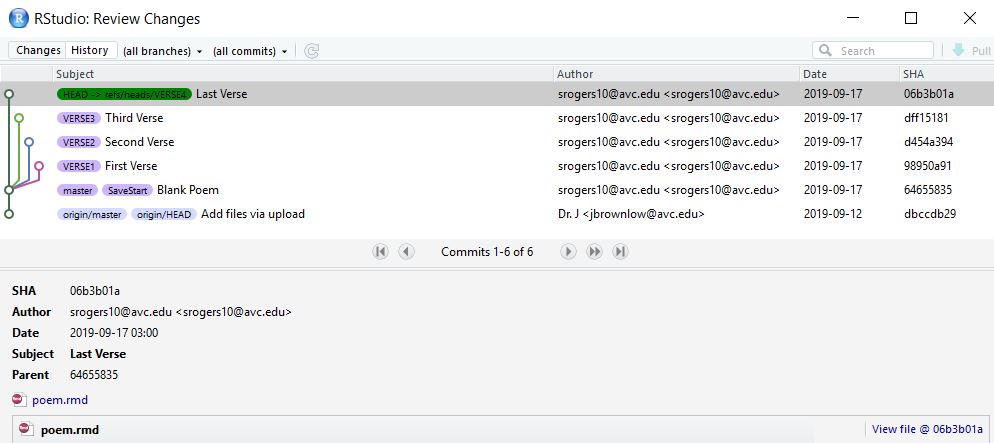 RStudio: Review Changes
Changes History (all branches) (all commits) Search Pull
Subject Author Date SHA
HEAD -> refs/heads/VERSE4 Last Verse srogers10@avc.edu <srogers10@avc.edu> 2019-09-17 06b3b01a
VERSE3 Third Verse srogers10@avc.edu <srogers10@avc.edu> 2019-09-17 dff15181
VERSE2 Second Verse srogers10@avc.edu <srogers10@avc.edu> 2019-09-17 d454a394
VERSE1 First Verse srogers10@avc.edu <srogers10@avc.edu> 2019-09-17 98950a91
master SaveStart Blank Poem srogers10@avc.edu <srogers10@avc.edu> 2019-09-17 64655835
origin/master origin/HEAD Add files via upload Dr. J <jbrownlow@avc.edu> 2019-09-12 dbccdb29
Commits 1-6 of 6
SHA 06b3b01a
Author srogers10@avc.edu <srogers10@avc.edu>
Date 2019-09-17 03:00
Subject Last Verse
Parent 64655835
poem.rmd
poem.rmd View file @ 06b3b01a